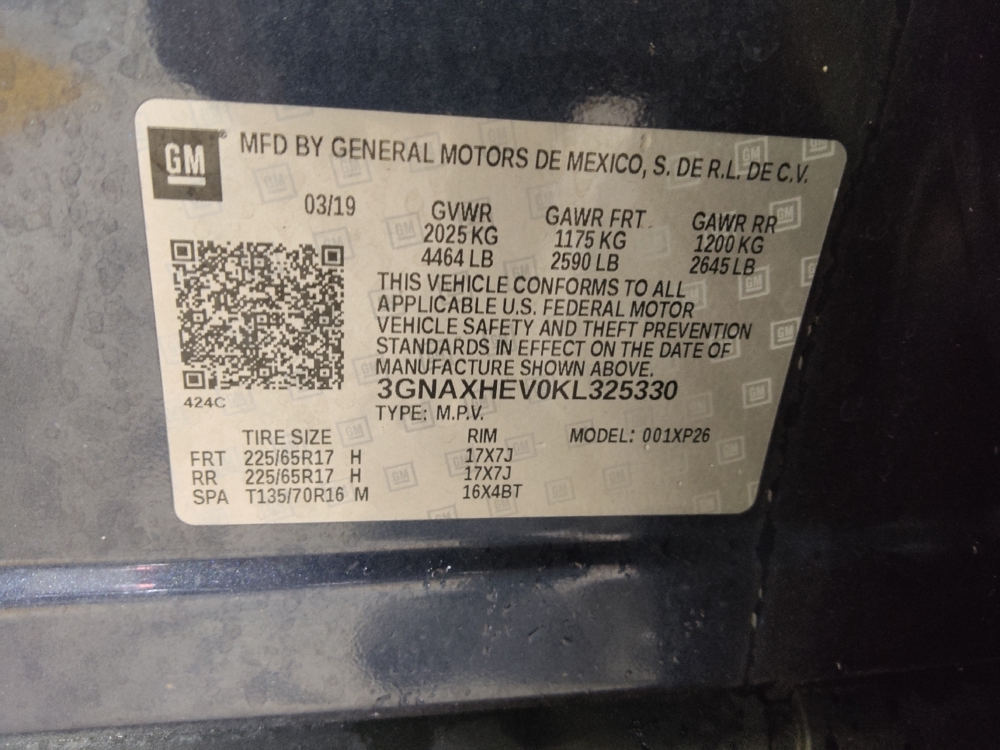 GM
MFD BY GENERAL MOTORS DE MEXICO, S. DE R.L. DE C.V.
03/19 GVWR GAWR FRT. GAWR RR
2025 KG 1175 KG 1200 KG
4464 LB 2590 LB 2645 LB
THIS VEHICLE CONFORMS TO ALL
APPLICABLE U.S. FEDERAL MOTOR
VEHICLE SAFETY AND THEFT PREVENTION
STANDARDS IN EFFECT ON THE DATE OF
MANUFACTURE SHOWN ABOVE.
3GNAXHEV0KL325330
424C
TYPE: M.P.V.
TIRE SIZE RIM MODEL: 001XP26
FRT 225/65R17 H 17X7J
RR 225/65R17 H 17X7J
SPA T135/70R16 M 16X4BT